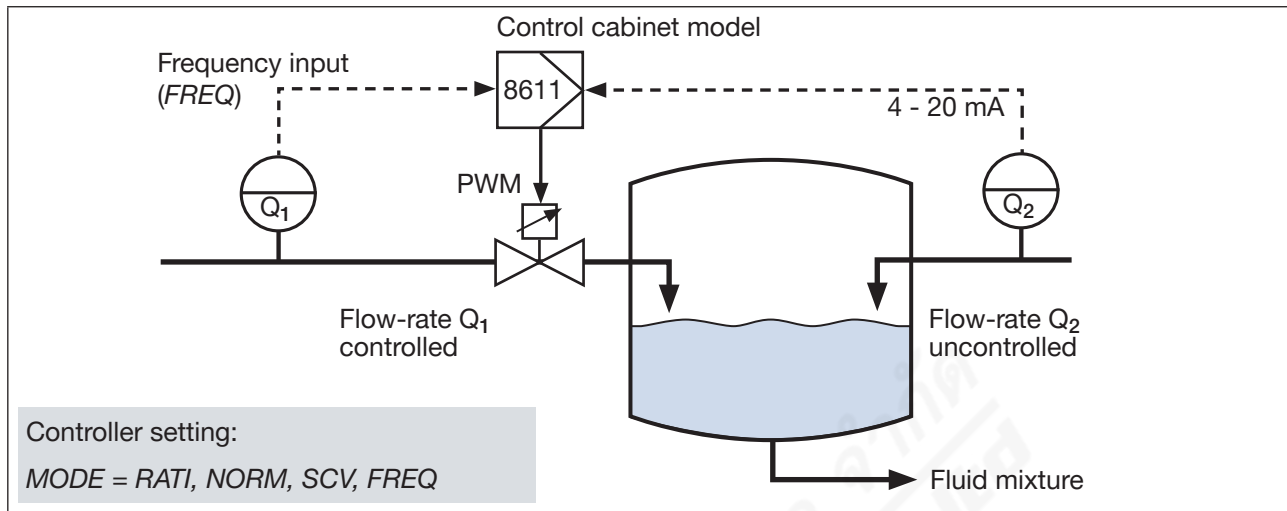 Control cabinet model
Frequency input
(FREQ)
8611
4 - 20 mA
PWM
Q1
Q2
Flow-rate Q1
controlled
Flow-rate Q2
uncontrolled
Controller setting:
MODE = RATI, NORM, SCV, FREQ
Fluid mixture